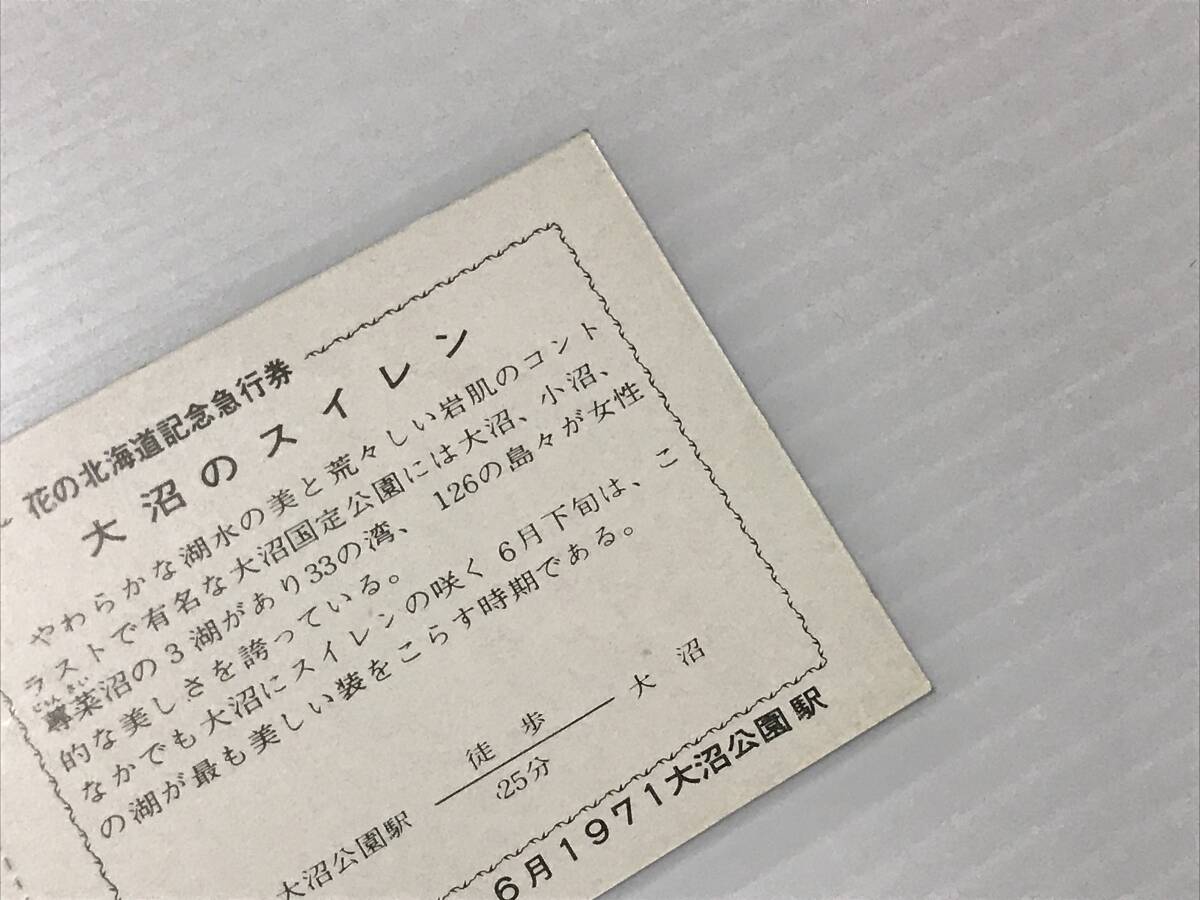 花の北海道記念急行券
大沼のスイレン
やわらかな湖水の美と荒々しい岩肌のコント
ラストで有名な大沼国定公園には大沼、小沼、
じゅんさい
蓴菜沼の3湖があり33の湾、126の島々が女性
的な美しさを誇っている。
なかでも大沼にスイレンの咲く6月下旬は、こ
の湖が最も美しい装をこらす時期である。
徒歩
大沼公園駅 大沼
25分
6月1971大沼公園駅